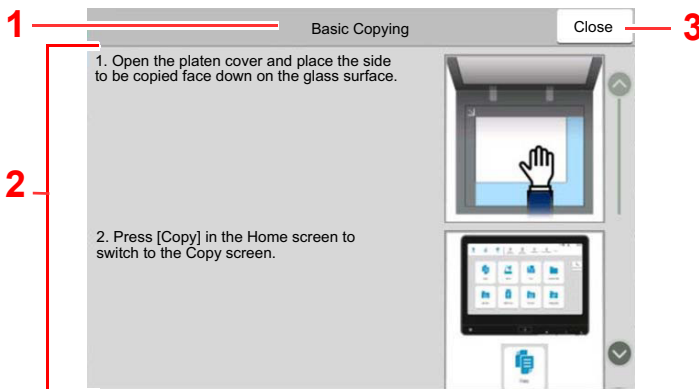 1
Basic Copying
Close
3
1. Open the platen cover and place the side
to be copied face down on the glass surface.
2
2. Press [Copy] in the Home screen to
switch to the Copy screen.
Copy